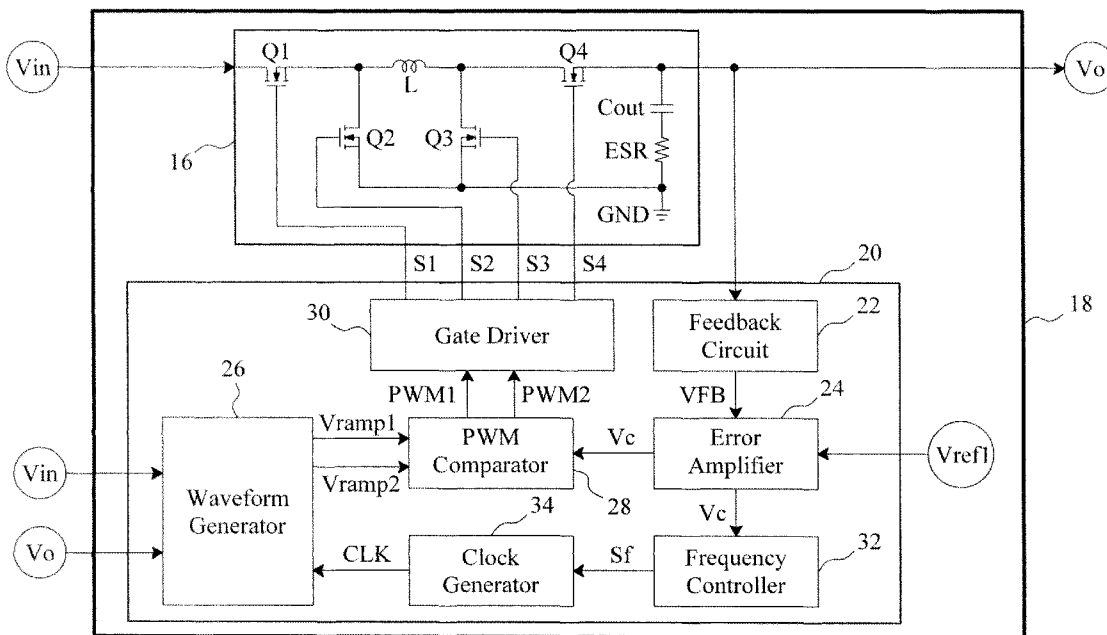 Vin
Q1
Q4
Vo
L
Cout
Q2
Q3
ESR
16
GND
S1
S2
S3
S4
20
18
30
Gate Driver
Feedback
Circuit
22
PWM1
PWM2
VFB
24
26
Vramp1
PWM
Comparator
Vc
Error
Amplifier
Vref1
Vin
Vramp2
28
Waveform
Generator
34
Vc
Vo
CLK
Clock
Generator
Sf
Frequency
Controller
32